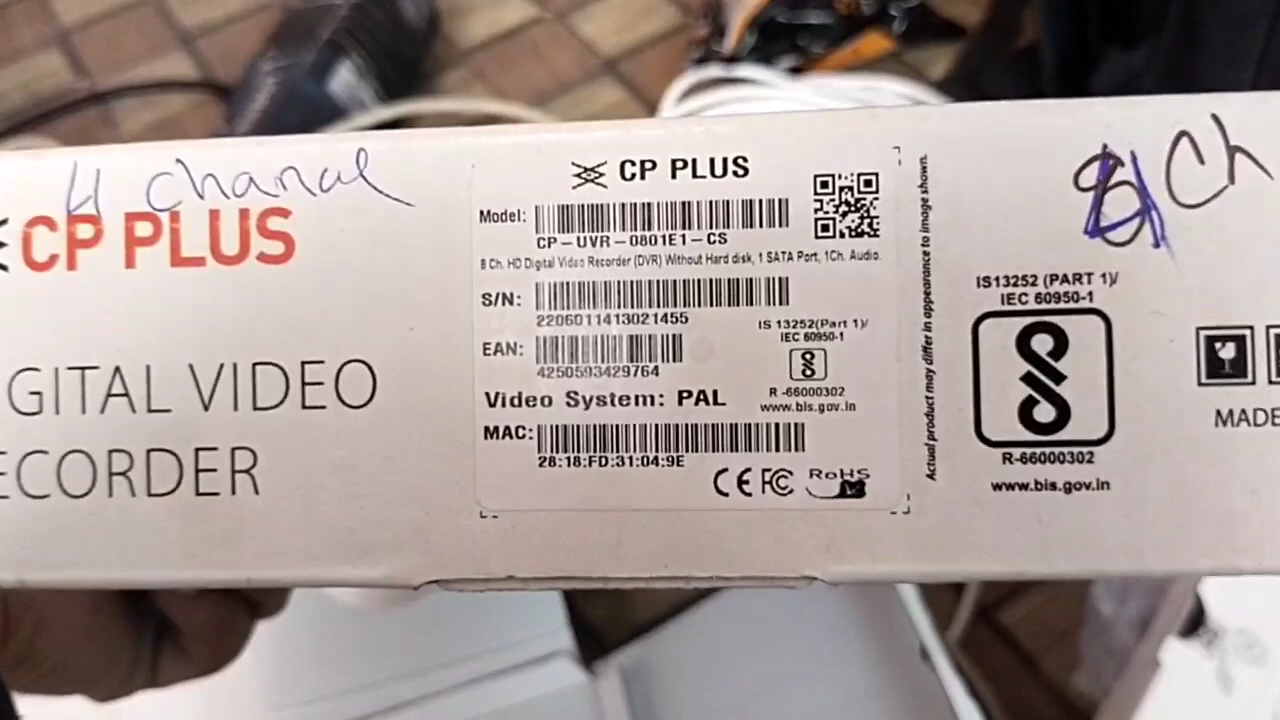 4 chanal
CP PLUS
GITAL VIDEO
ECORDER
CP PLUS
Model:
CP-UVR-0801E1-CS
8 Ch. HD Digital Video Recorder (DVR) Without Hard disk, 1 SATA Port, 1Ch. Audio.
S/N:
2206011413021455
EAN:
4250593429764
IS 13252(Part 1)/
IEC 60950-1
R-66000302
www.bis.gov.in
Video System: PAL
MAC:
28:18:FD:31:04:9E
CE FC RoHS
Actual product may differ in appearance to image shown.
Ch
IS13252 (PART 1)/
IEC 60950-1
R-66000302
www.bis.gov.in
MADE